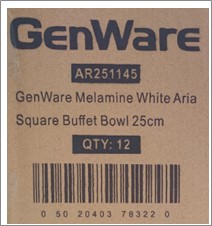 GenWare
AR251145
GenWare Melamine White Aria
Square Buffet Bowl 25cm
QTY: 12
0 50 20403 78322 0